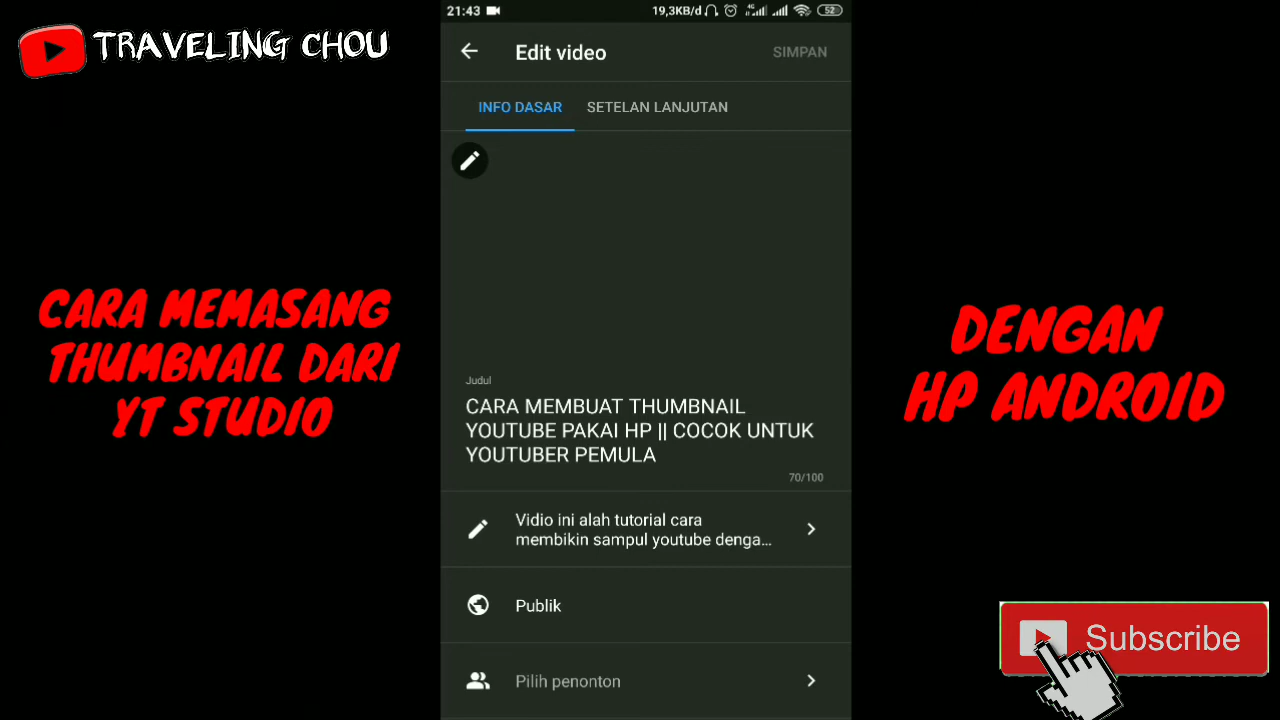 TRAVELING CHOU
CARA MEMASANG
THUMBNAIL DARI
YT STUDIO
21:43
19,3KB/d
4G
52
Edit video
SIMPAN
INFO DASAR
SETELAN LANJUTAN
Judul
CARA MEMBUAT THUMBNAIL
YOUTUBE PAKAI HP || COCOK UNTUK
YOUTUBER PEMULA
70/100
Vidio ini alah tutorial cara
membikin sampul youtube denga...
Publik
Pilih penonton
DENGAN
HP ANDROID
Subscribe